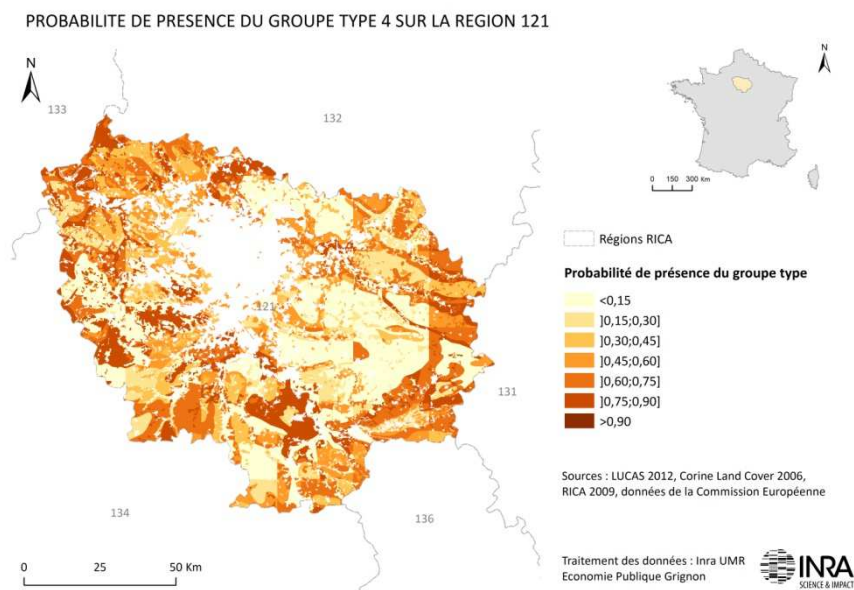 PROBABILITE DE PRESENCE DU GROUPE TYPE 4 SUR LA REGION 121
N
N
133
132
0 150 300 Km
Régions RICA
Probabilité de présence du groupe type
<0,15
]0,15;0,30]
]0,30;0,45]
]0,45;0,60]
]0,60;0,75]
]0,75;0,90]
>0,90
121
131
Sources : LUCAS 2012, Corine Land Cover 2006,
RICA 2009, données de la Commission Européenne
134
136
0 25 50 Km
Traitement des données : Inra UMR
Economie Publique Grignon
INRA
SCIENCE & IMPACT